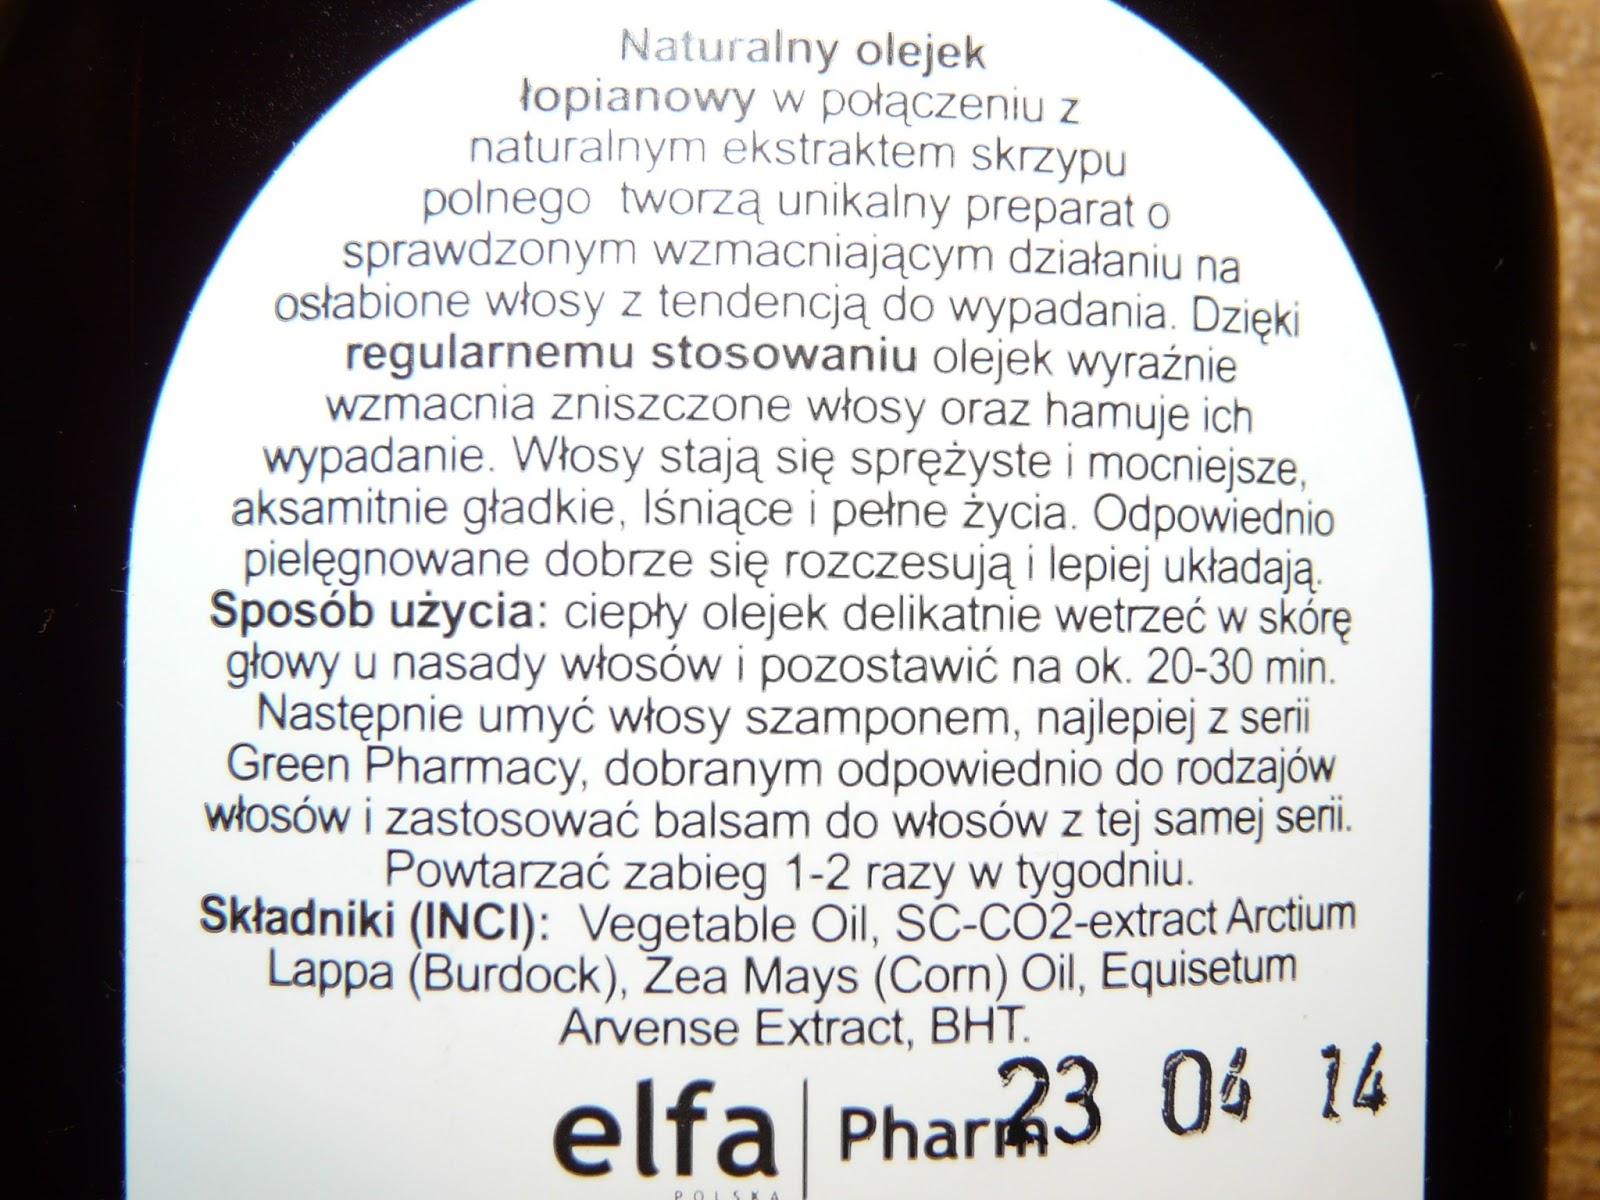 Naturalny olejek
łopianowy w połączeniu z
naturalnym ekstraktem skrzypu
polnego tworzą unikalny preparat o
sprawdzonym wzmacniającym działaniu na
osłabione włosy z tendencją do wypadania. Dzięki
regularnemu stosowaniu olejek wyraźnie
wzmacnia zniszczone włosy oraz hamuje ich
wypadanie. Włosy stają się sprężyste i mocniejsze,
aksamitnie gładkie, lśniące i pełne życia. Odpowiednio
pielęgnowane dobrze się rozczesują i lepiej układają.
Sposób użycia: ciepły olejek delikatnie wetrzeć w skórę
głowy u nasady włosów i pozostawić na ok. 20-30 min.
Następnie umyć włosy szamponem, najlepiej z serii
Green Pharmacy, dobranym odpowiednio do rodzajów
włosów i zastosować balsam do włosów z tej samej serii.
Powtarzać zabieg 1-2 razy w tygodniu.
Składniki (INCI): Vegetable Oil, SC-CO2-extract Arctium
Lappa (Burdock), Zea Mays (Corn) Oil, Equisetum
Arvense Extract, BHT.
23 04 14
elfa Pharm
POLSKA